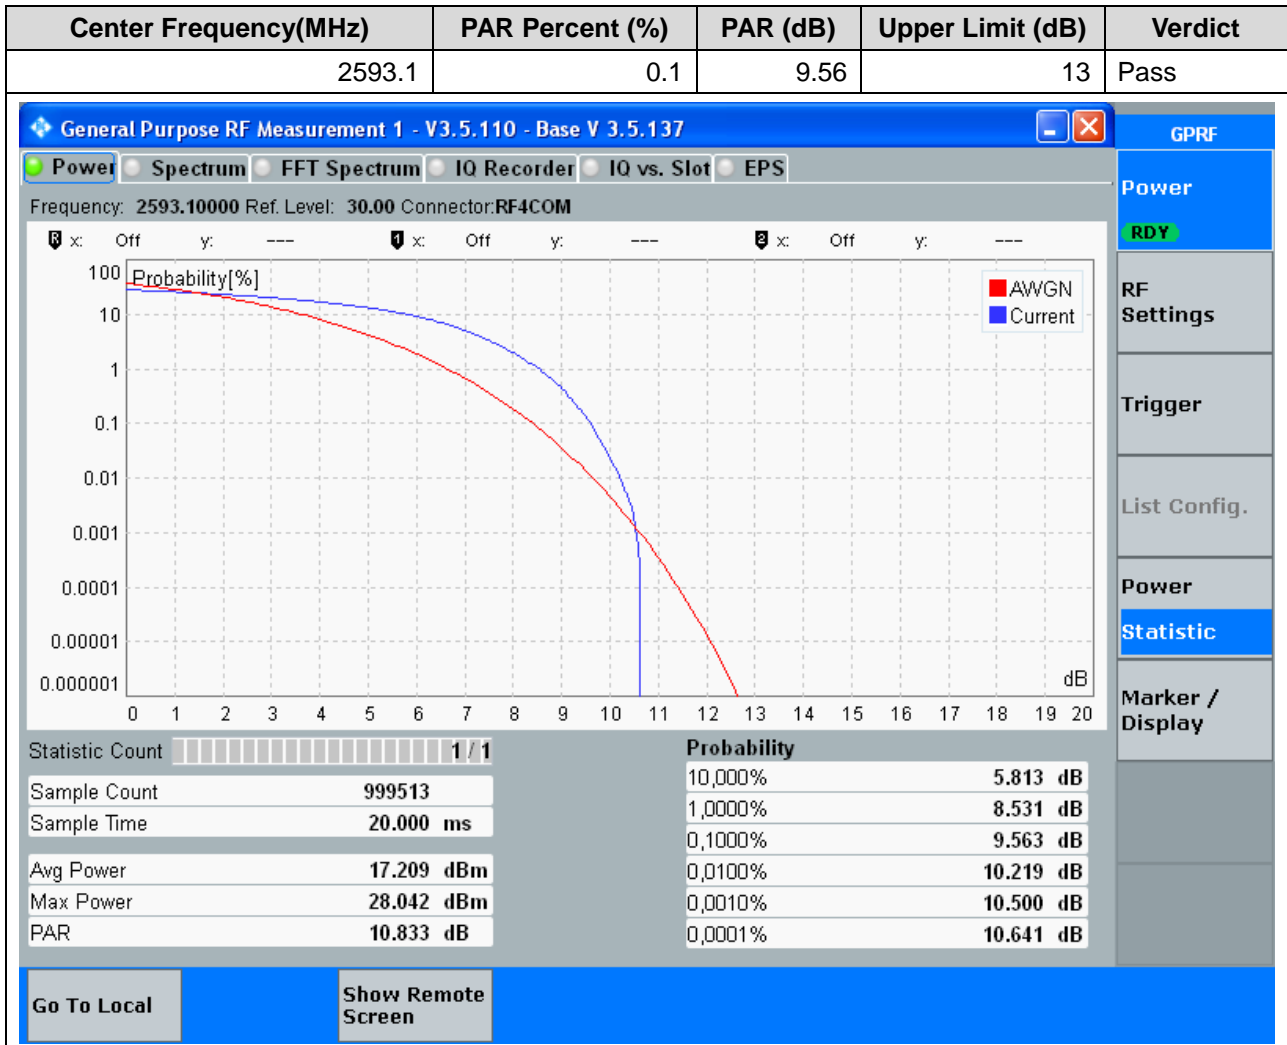 Center Frequency(MHz) PAR Percent (%) PAR (dB) Upper Limit (dB) Verdict
2593.1 0.1 9.56 13 Pass
General Purpose RF Measurement 1 - V3.5.110 - Base V 3.5.137
GPRF
Power Spectrum FFT Spectrum IQ Recorder IQ vs. Slot EPS
Power
RDY
Frequency: 2593.10000 Ref. Level: 30.00 Connector:RF4COM
R x: Off y: --- 1 x: Off y: --- 2 x: Off y: ---
Probability[%]
AWGN
Current
100
10
1
0.1
0.01
0.001
0.0001
0.00001
0.000001
dB
0 1 2 3 4 5 6 7 8 9 10 11 12 13 14 15 16 17 18 19 20
RF
Settings
Trigger
List Config.
Power
Statistic
Marker /
Display
Statistic Count 1 / 1
Sample Count 999513
Sample Time 20.000 ms
Avg Power 17.209 dBm
Max Power 28.042 dBm
PAR 10.833 dB
Probability
10,000% 5.813 dB
1,0000% 8.531 dB
0,1000% 9.563 dB
0,0100% 10.219 dB
0,0010% 10.500 dB
0,0001% 10.641 dB
Go To Local
Show Remote
Screen